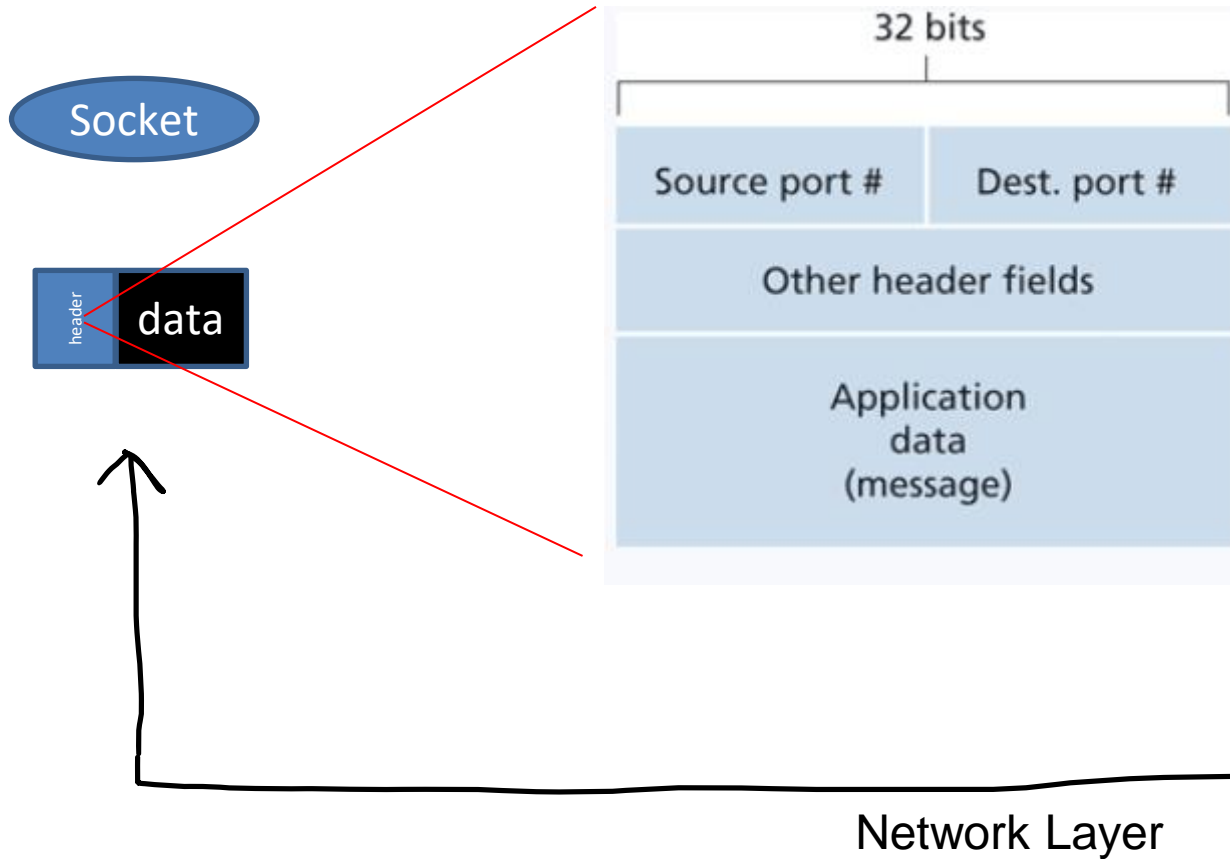 32 bits
Socket
Source port #
Dest. port #
Other header fields
header
data
Application
data
(message)
Network Layer